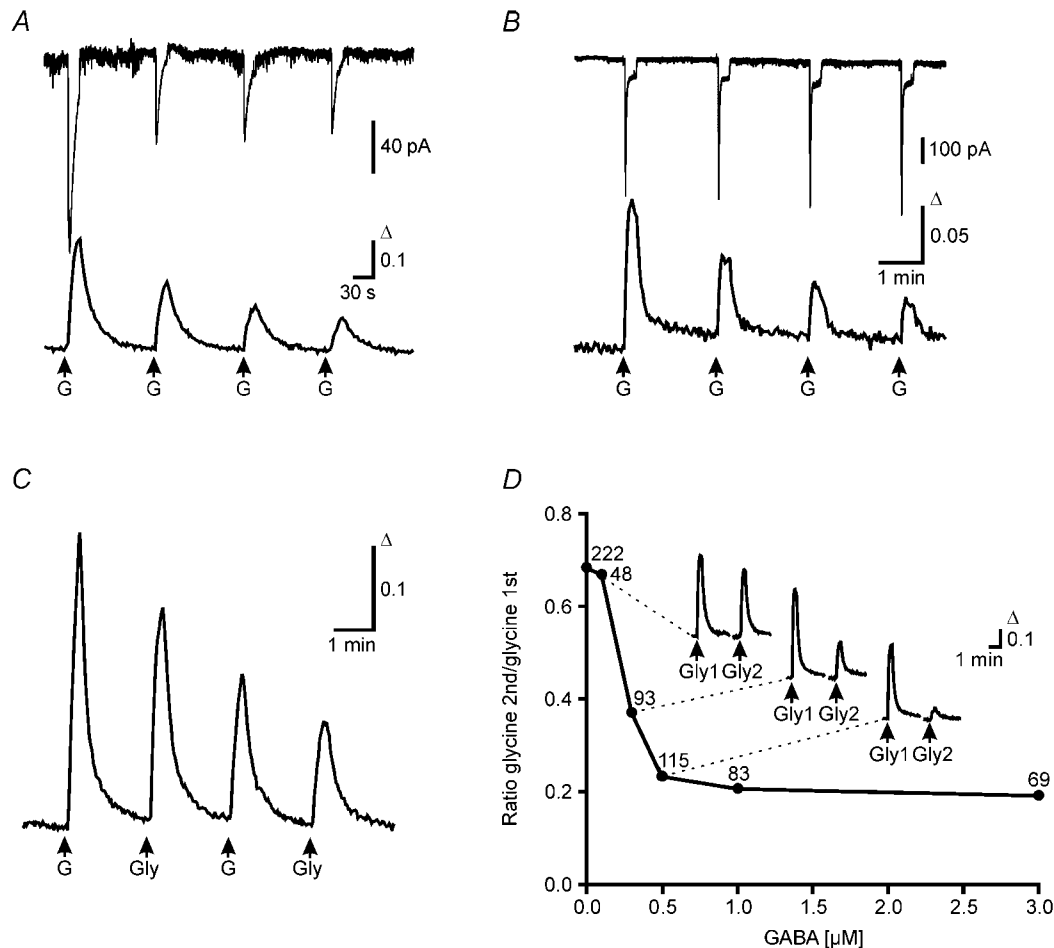 A
40 pA
Δ
0.1
30 s
G G G G
B
100 pA
Δ
0.05
1 min
G G G G
C
Δ
0.1
1 min
G Gly G Gly
D
Ratio glycine 2nd/glycine 1st
0.8
0.6
0.4
0.2
0.0
222
48
93
115
83
69
Gly1 Gly2
Gly1 Gly2
Gly1 Gly2
Δ
0.1
1 min
0.0 0.5 1.0 1.5 2.0 2.5 3.0
GABA [µM]